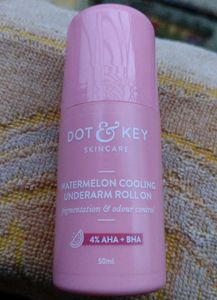 DOT & KEY
SKINCARE
WATERMELON COOLING
UNDERARM ROLL ON
pigmentation & odour control
4% AHA + BHA
50ml